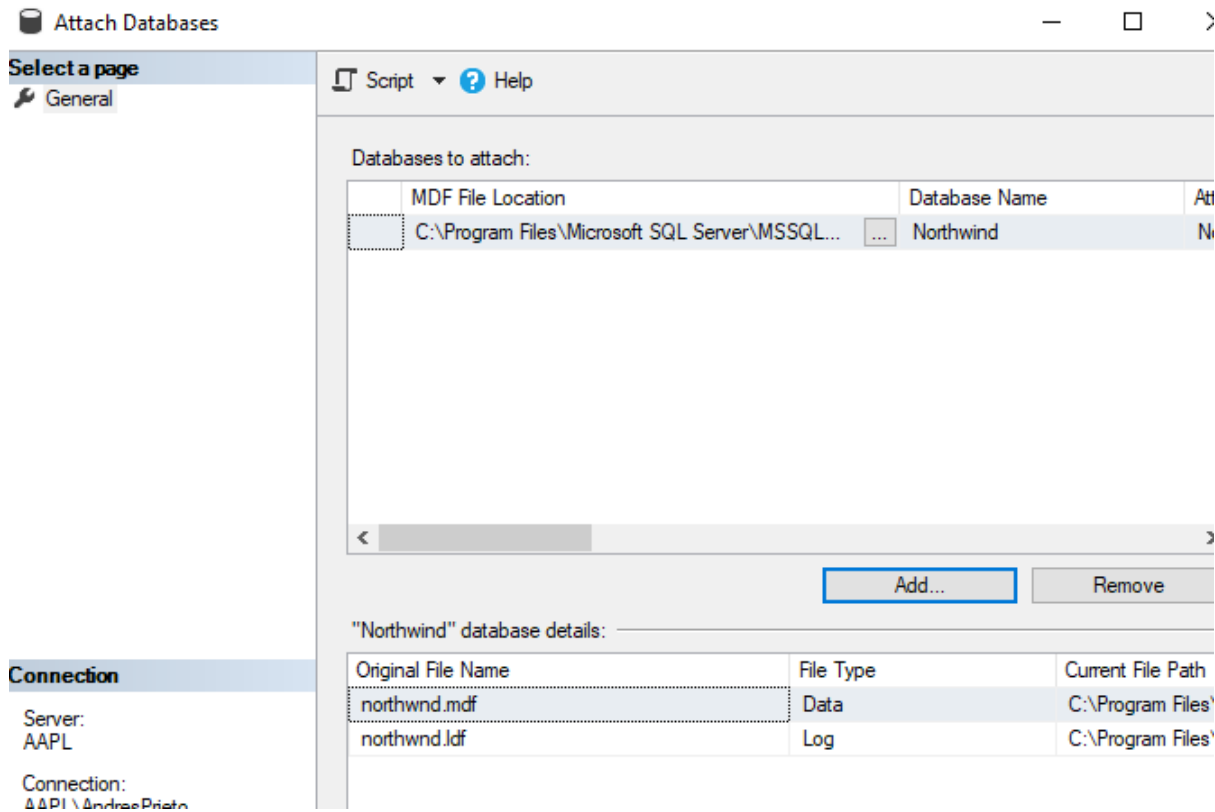 Attach Databases
Select a page
General
Script
Help
Databases to attach:
MDF File Location Database Name
C:\Program Files\Microsoft SQL Server\MSSQL... ... Northwind
Add... Remove
"Northwind" database details:
Original File Name File Type Current File Path
northwnd.mdf Data C:\Program Files\
northwnd.ldf Log C:\Program Files\
Connection
Server:
AAPL
Connection:
AAPL\AndresPrieto